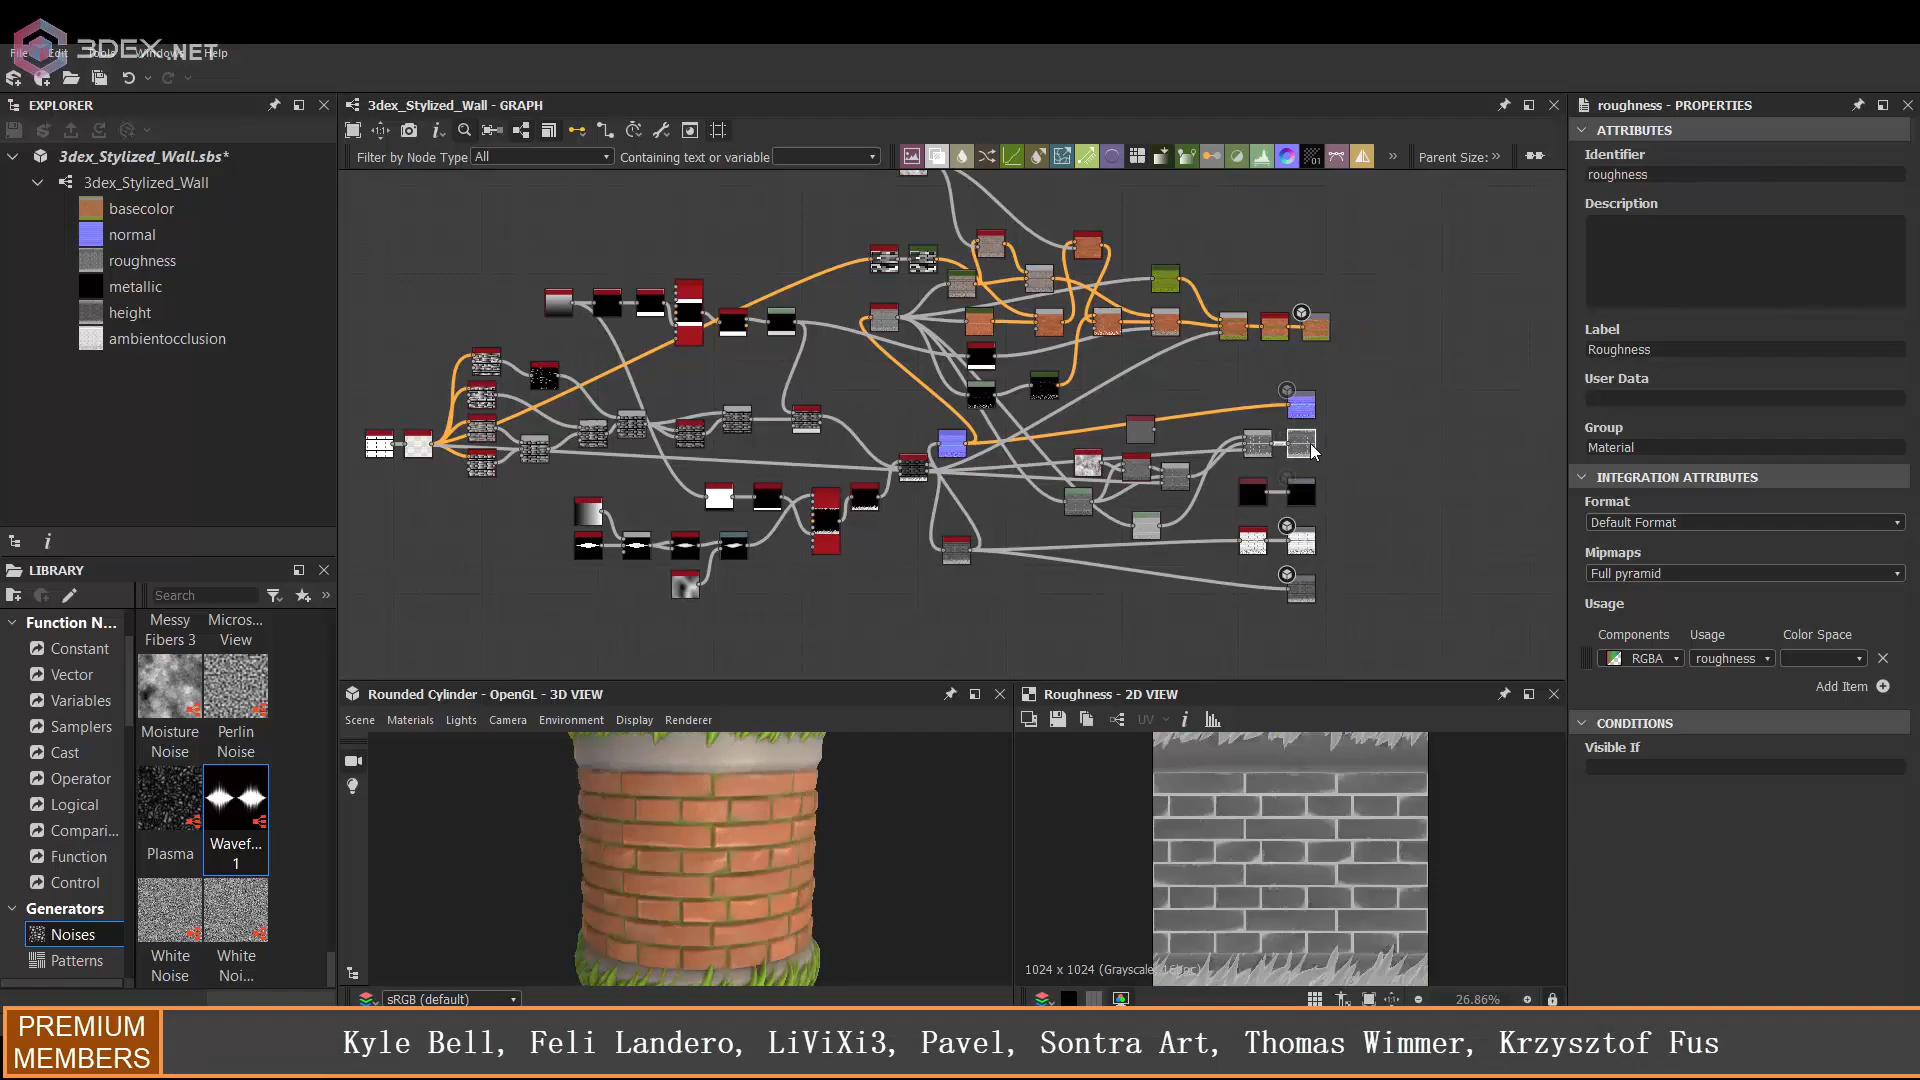 3DEX.NET
File Edit Tools Windows Help
EXPLORER
3dex_Stylized_Wall.sbs*
3dex_Stylized_Wall
basecolor
normal
roughness
metallic
height
ambientocclusion
LIBRARY
Search
Function N...
Constant
Vector
Variables
Samplers
Cast
Operator
Logical
Compari...
Function
Control
Generators
Noises
Patterns
Messy Fibers 3
Micros... View
Moisture Noise
Perlin Noise
Plasma
Wavef... 1
White Noise
White Noi...
3dex_Stylized_Wall - GRAPH
Filter by Node Type All Containing text or variable
Parent Size: »
Rounded Cylinder - OpenGL - 3D VIEW
Scene Materials Lights Camera Environment Display Renderer
sRGB (default)
Roughness - 2D VIEW
UV
26.86%
roughness - PROPERTIES
ATTRIBUTES
Identifier
roughness
Description
Label
Roughness
User Data
Group
Material
INTEGRATION ATTRIBUTES
Format
Default Format
Mipmaps
Full pyramid
Usage
Components Usage Color Space
RGBA roughness
Add Item
CONDITIONS
Visible If
PREMIUM
MEMBERS
Kyle Bell, Feli Landero, LiViXi3, Pavel, Sontra Art, Thomas Wimmer, Krzysztof Fus